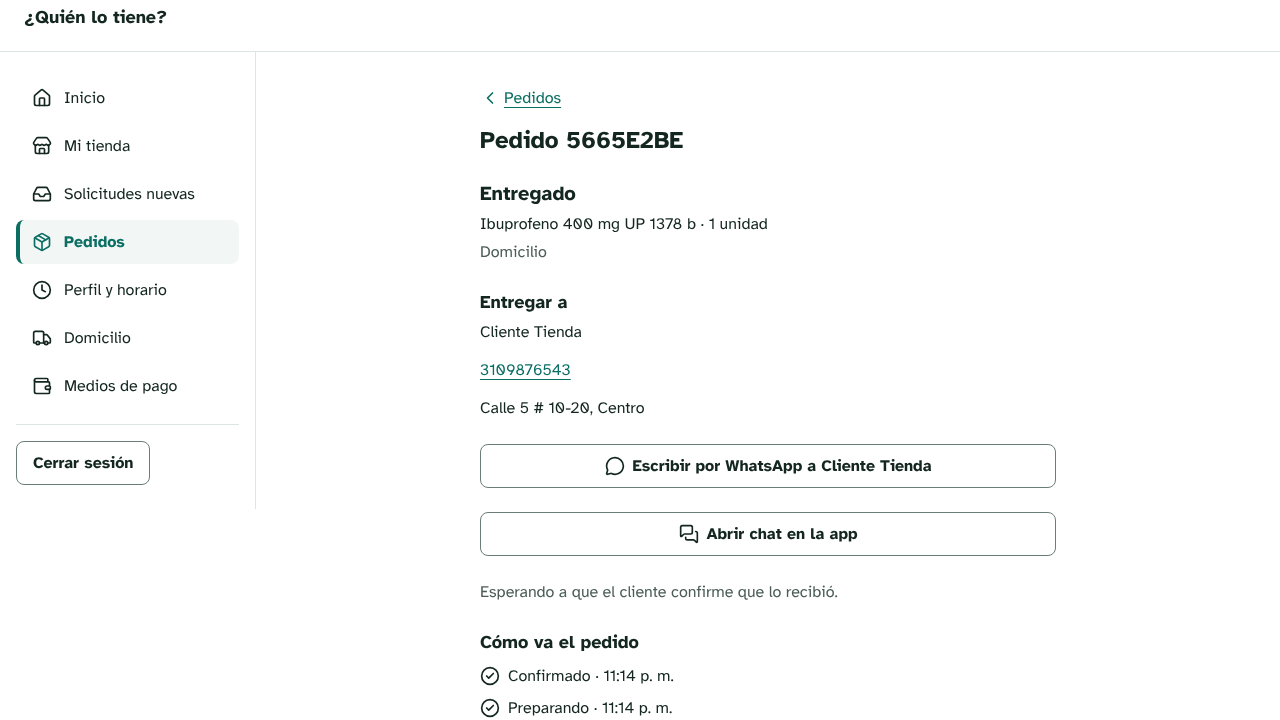 ¿Quién lo tiene?
Inicio
Mi tienda
Solicitudes nuevas
Pedidos
Perfil y horario
Domicilio
Medios de pago
Cerrar sesión
Pedidos
Pedido 5665E2BE
Entregado
Ibuprofeno 400 mg UP 1378 b · 1 unidad
Domicilio
Entregar a
Cliente Tienda
3109876543
Calle 5 # 10-20, Centro
Escribir por WhatsApp a Cliente Tienda
Abrir chat en la app
Esperando a que el cliente confirme que lo recibió.
Cómo va el pedido
Confirmado · 11:14 p. m.
Preparando · 11:14 p. m.